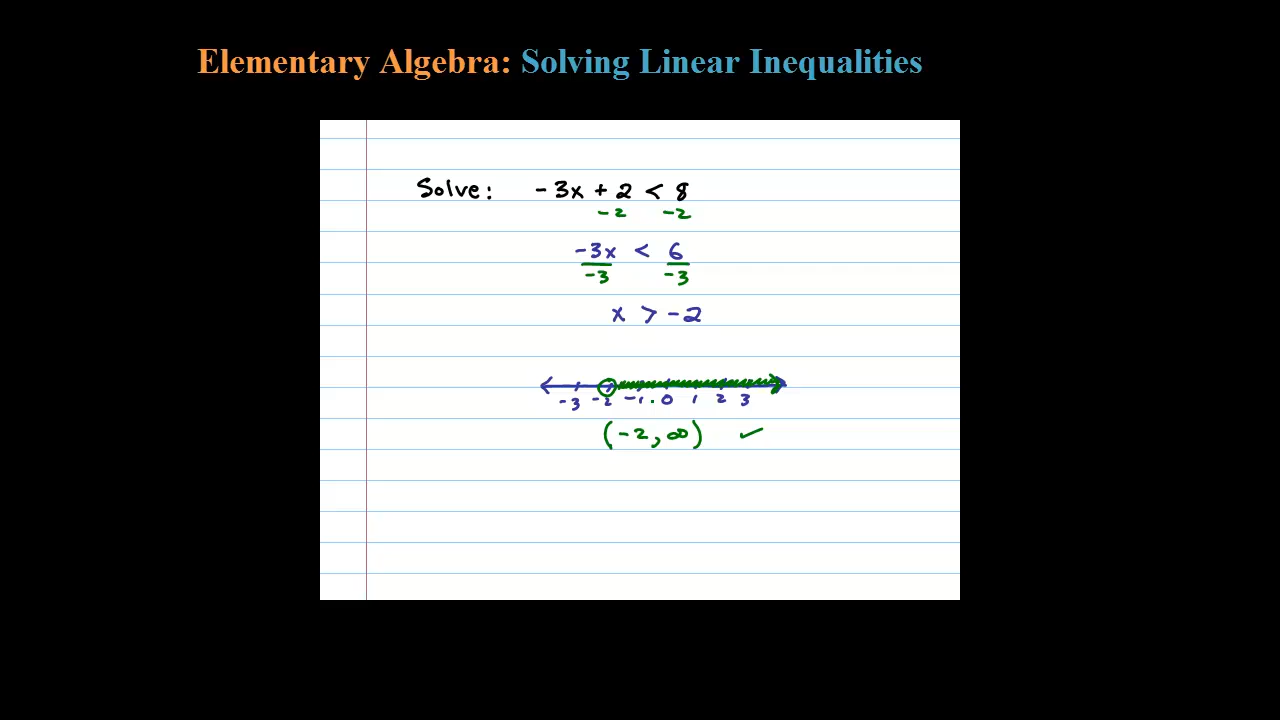 Elementary Algebra: Solving Linear Inequalities
Solve: -3x + 2 < 8
-2 -2
-3x < 6
-3 -3
x > -2
-3 -2 -1 0 1 2 3
(-2, ∞) ✓